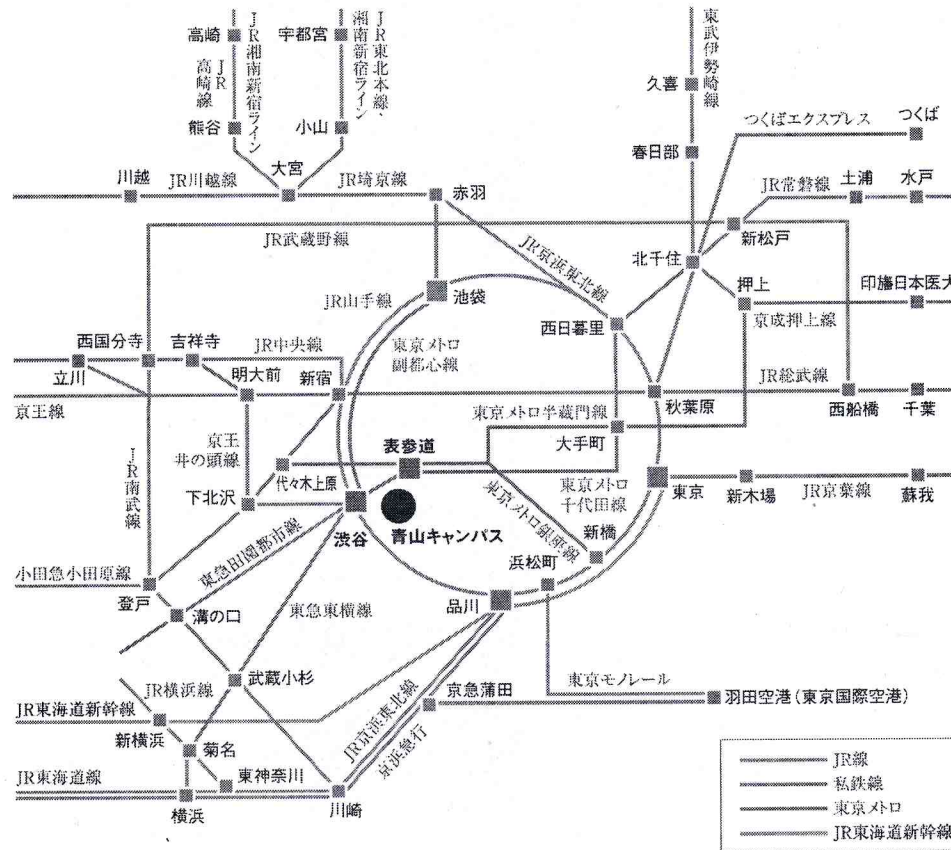 高崎
JR湘南新宿ライン
JR
高崎線
宇都宮
JR東北本線、
湘南新宿ライン
東武伊勢崎線
久喜
熊谷
小山
大宮
つくばエクスプレス
つくば
春日部
川越
JR川越線
JR埼京線
赤羽
JR常磐線
土浦
水戸
JR武蔵野線
JR京浜東北線
新松戸
北千住
JR山手線
池袋
押上
印旛日本医大
西日暮里
京成押上線
西国分寺
吉祥寺
JR中央線
東京メトロ
副都心線
立川
明大前
新宿
JR総武線
京王線
秋葉原
西船橋
千葉
東京メトロ半蔵門線
大手町
京王
井の頭線
表参道
JR南武線
代々木上原
東京メトロ銀座線
東京メトロ
千代田線
東京
新木場
JR京葉線
蘇我
下北沢
渋谷
青山キャンパス
新橋
東急田園都市線
浜松町
小田急小田原線
登戸
東急東横線
品川
溝の口
武蔵小杉
JR横浜線
京急蒲田
東京モノレール
羽田空港(東京国際空港)
JR東海道新幹線
新横浜
JR京浜東北線
京浜急行
菊名
JR東海道線
東神奈川
横浜
川崎
JR線
私鉄線
東京メトロ
JR東海道新幹線